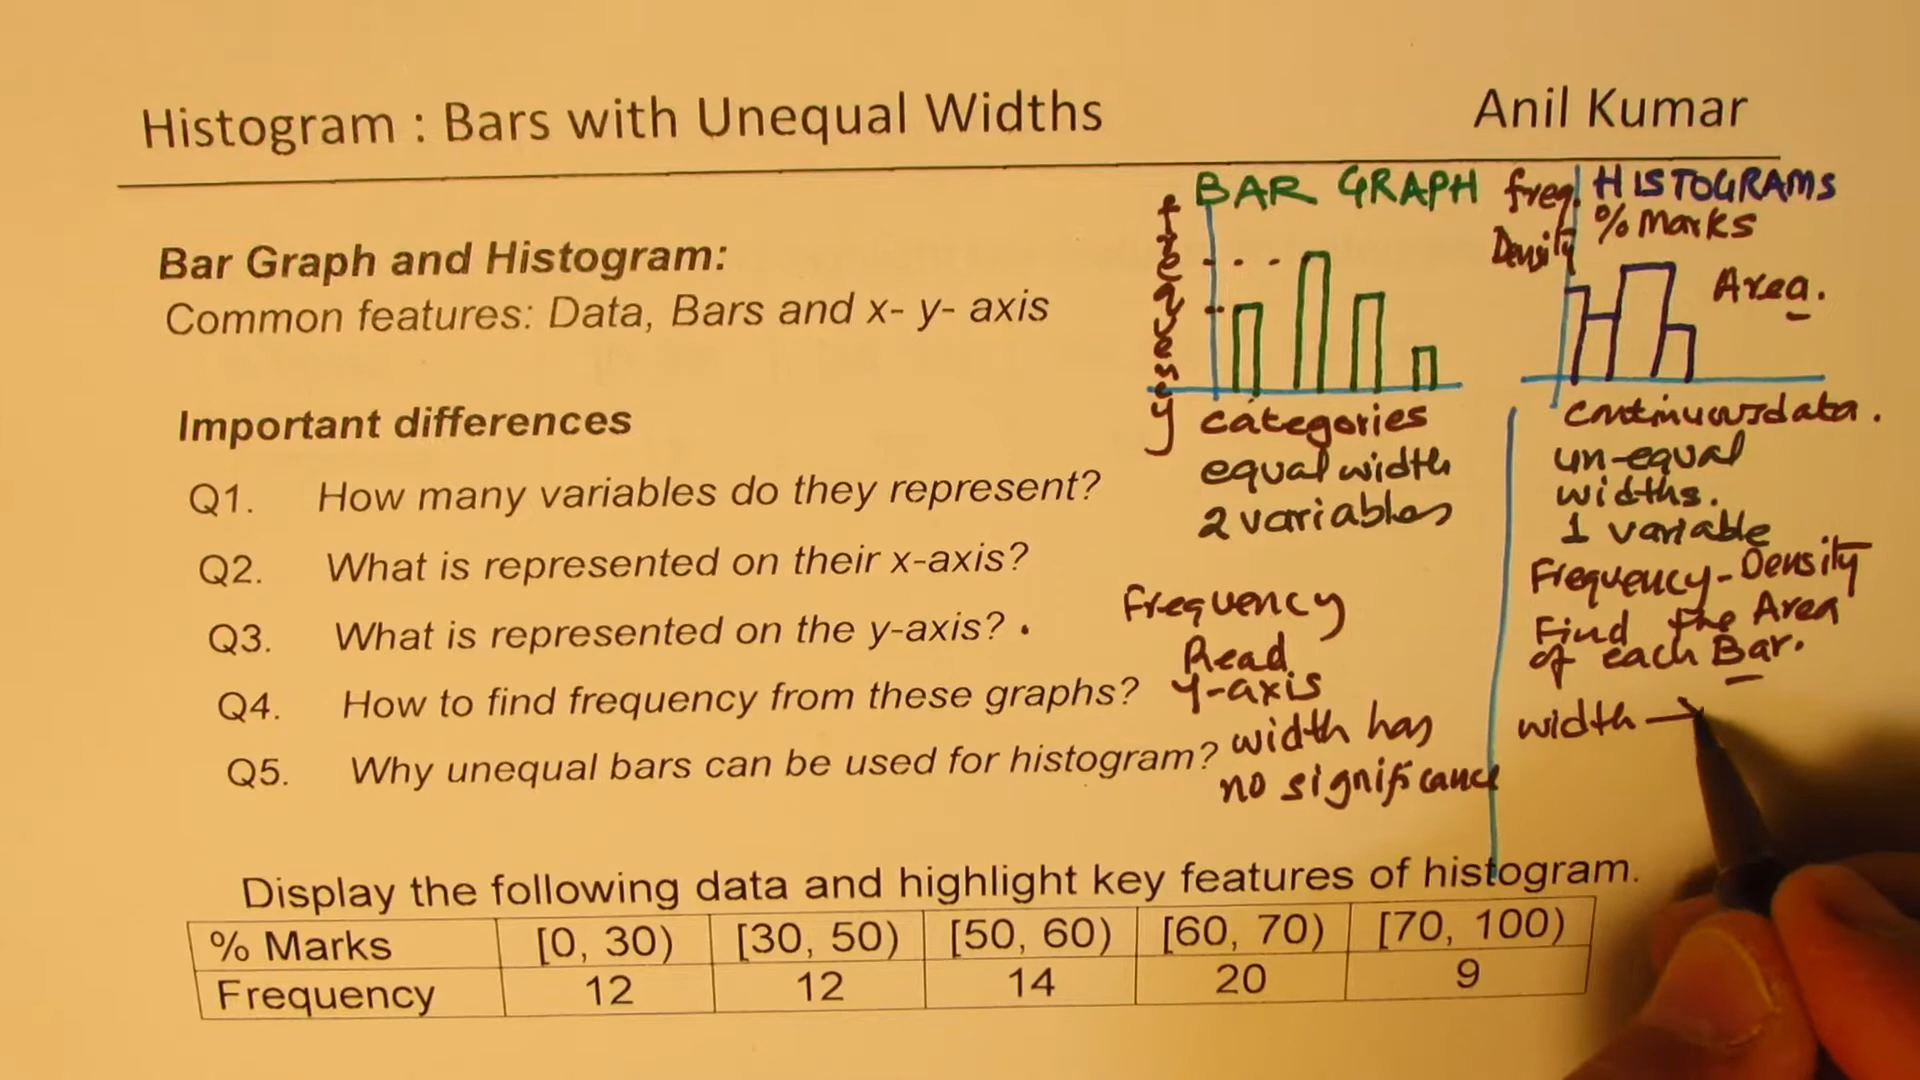 Histogram : Bars with Unequal Widths
Anil Kumar
Bar Graph and Histogram:
Common features: Data, Bars and x- y- axis
Important differences
Q1. How many variables do they represent?
Q2. What is represented on their x-axis?
Q3. What is represented on the y-axis?
Q4. How to find frequency from these graphs?
Q5. Why unequal bars can be used for histogram?
BAR GRAPH
frequency
categories
equal width
2 variables
Frequency
Read
Y-axis
width has
no significance
HISTOGRAMS
freq.
Density
% Marks
Area.
continuous data.
un-equal
widths.
1 variable
Frequency-Density
Find the Area
of each Bar.
width
Display the following data and highlight key features of histogram.
% Marks [0, 30) [30, 50) [50, 60) [60, 70) [70, 100)
Frequency 12 12 14 20 9